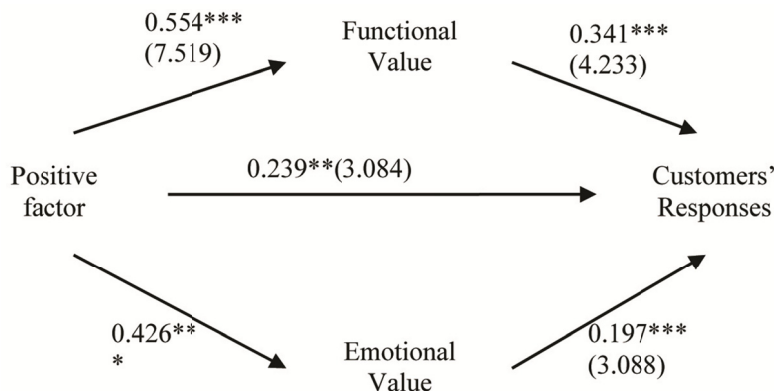 0.554***
(7.519)
Functional
Value
0.341***
(4.233)
Positive
factor
0.239**(3.084)
Customers’
Responses
0.426**
*
Emotional
Value
0.197***
(3.088)